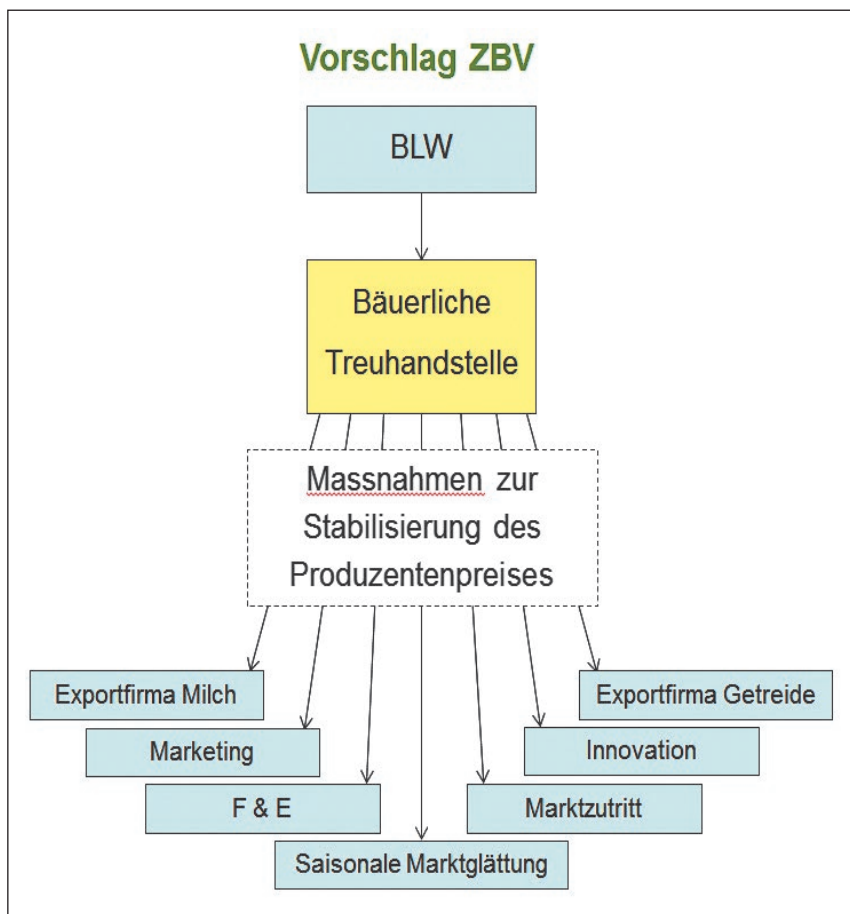 Vorschlag ZBV
BLW
Bäuerliche
Treuhandstelle
Massnahmen zur
Stabilisierung des
Produzentenpreises
Exportfirma Milch
Exportfirma Getreide
Marketing
Innovation
F & E
Marktzutritt
Saisonale Marktglättung